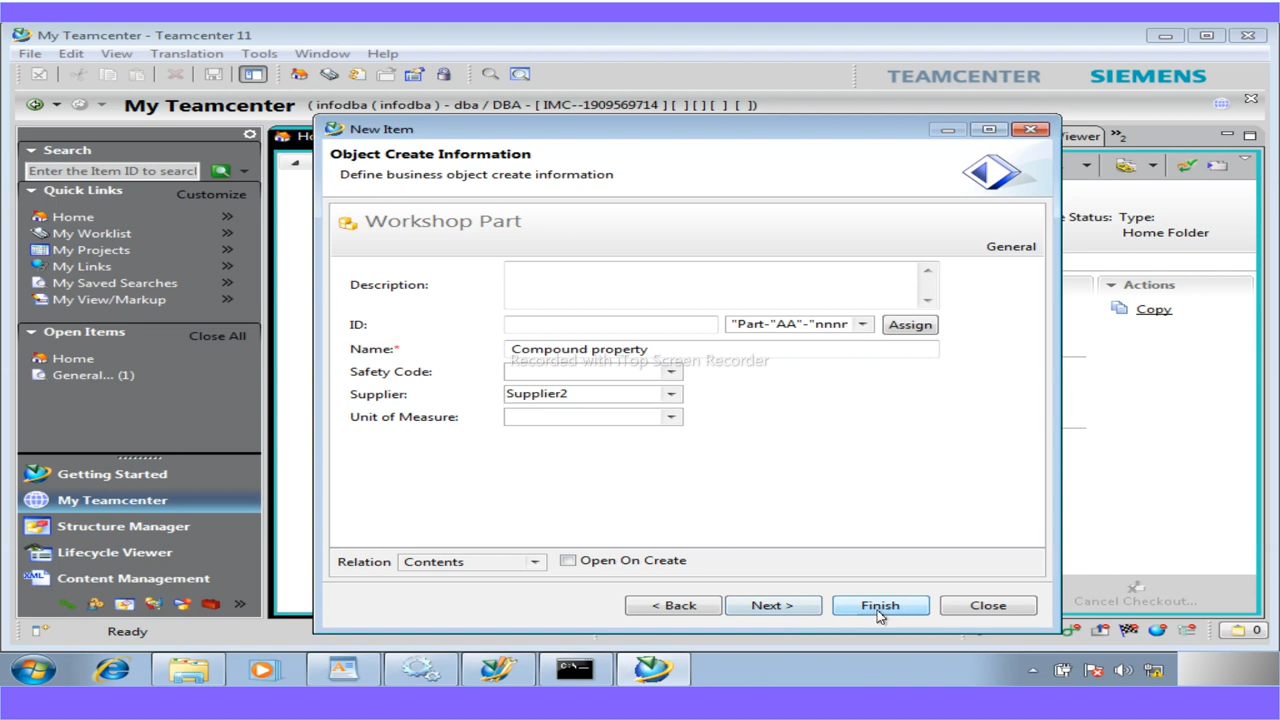 My Teamcenter - Teamcenter 11
File Edit View Translation Tools Window Help
TEAMCENTER SIEMENS
My Teamcenter ( infodba ( infodba ) - dba / DBA - [ IMC--1909569714 ] [ ] [ ] [ ] [ ])
Search
Enter the Item ID to search
Quick Links Customize
Home »
My Worklist »
My Projects »
My Links »
My Saved Searches »
My View/Markup »
Open Items Close All
Home
General... (1)
Getting Started
My Teamcenter
Structure Manager
Lifecycle Viewer
Content Management
»
Ready
Ho
New Item
Object Create Information
Define business object create information
Workshop Part
General
Description:
ID: "Part-"AA"-"nnnr Assign
Name:* Compound property
Recorded with iTop Screen Recorder
Safety Code:
Supplier: Supplier2
Unit of Measure:
Relation Contents Open On Create
< Back Next > Finish Close
iewer »2
Status: Type:
Home Folder
Actions
Copy
Cancel Checkout...
0
C:\